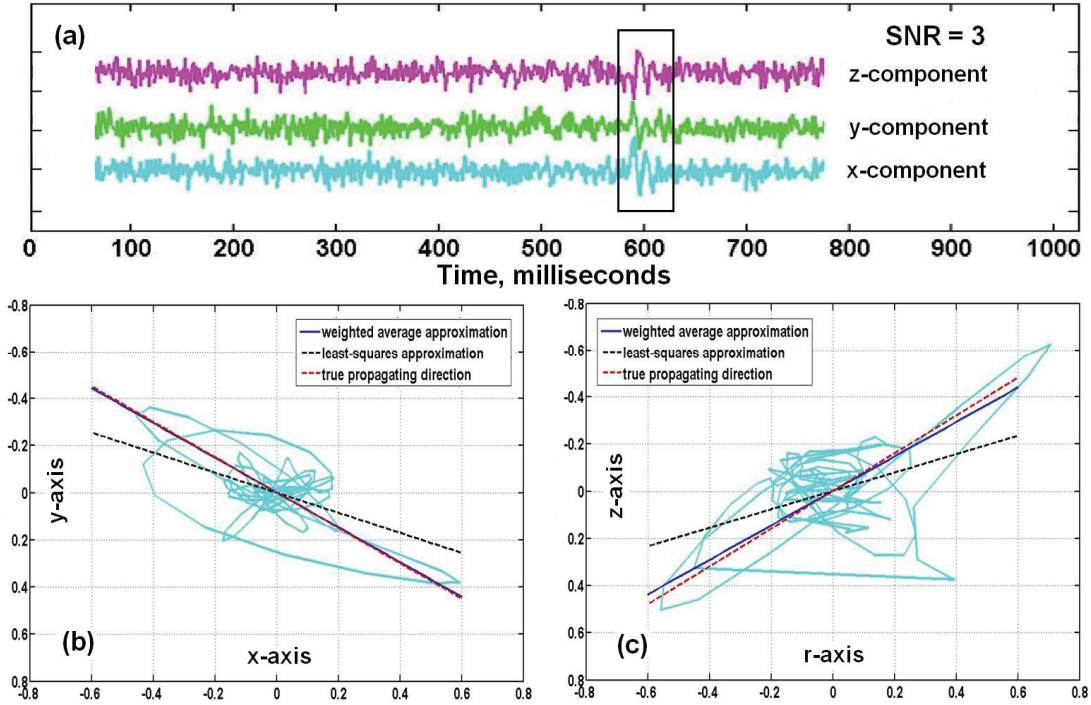 (a)
SNR = 3
z-component
y-component
x-component
0 100 200 300 400 500 600 700 800 900 1000
Time, milliseconds
-0.8
-0.6
-0.4
-0.2
0
0.2
0.4
0.6
0.8
y-axis
weighted average approximation
least-squares approximation
true propagating direction
(b)
x-axis
-0.8 -0.6 -0.4 -0.2 0 0.2 0.4 0.6 0.8
-0.8
-0.6
-0.4
-0.2
0
0.2
0.4
0.6
0.8
z-axis
weighted average approximation
least-squares approximation
true propagating direction
(c)
r-axis
-0.8 -0.6 -0.4 -0.2 0 0.2 0.4 0.6 0.8